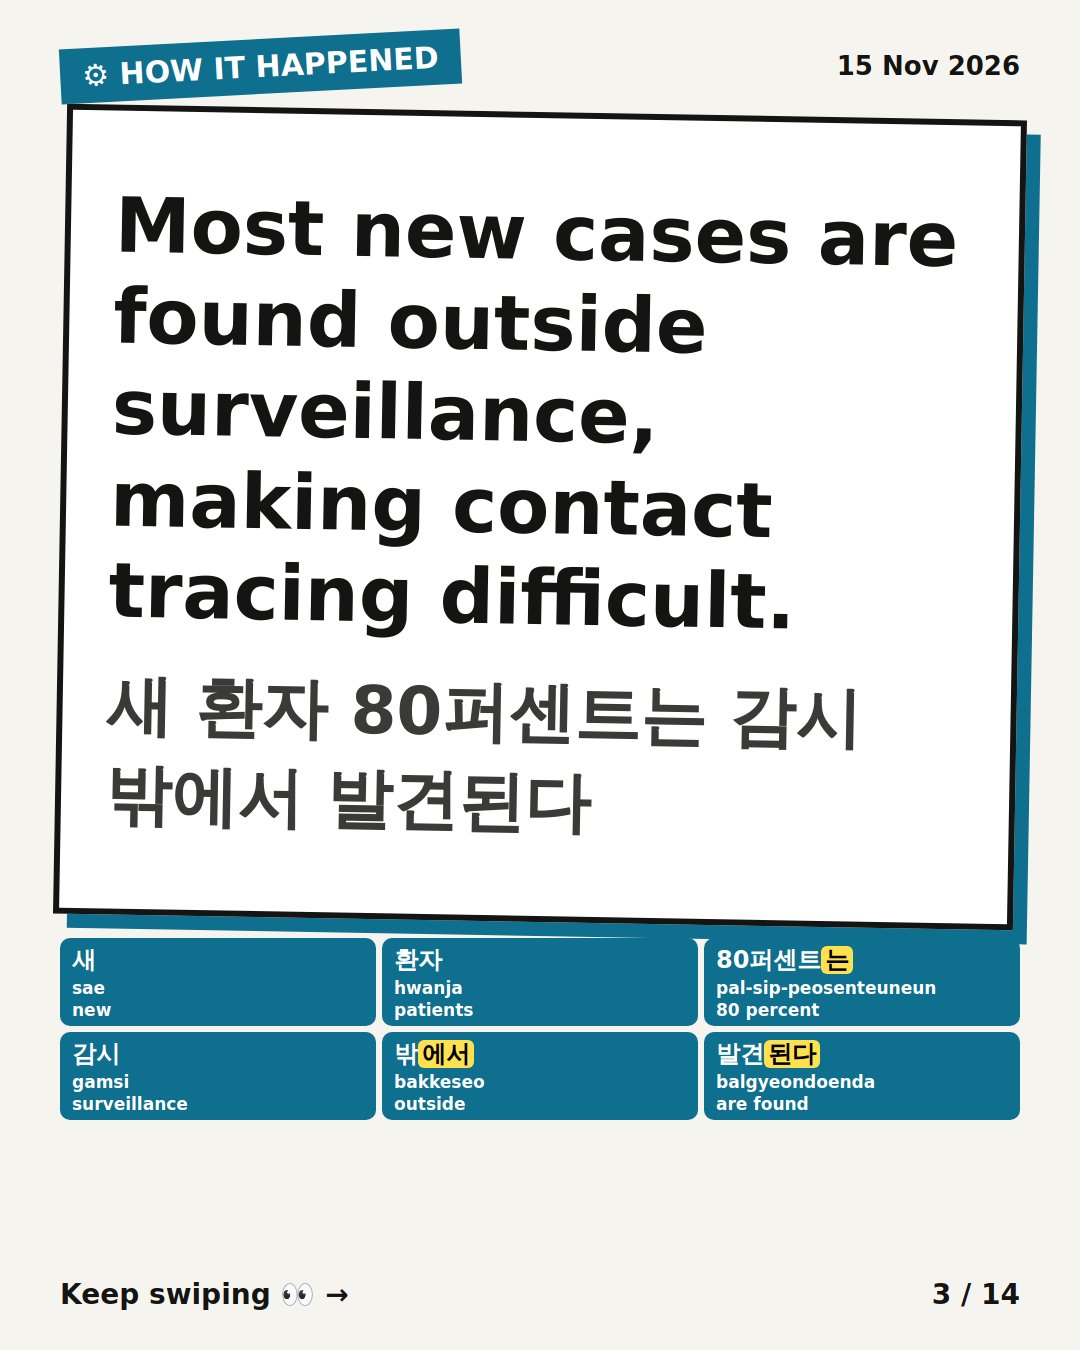 ⚙ HOW IT HAPPENED
15 Nov 2026
Most new cases are
found outside
surveillance,
making contact
tracing difficult.
새 환자 80퍼센트는 감시
밖에서 발견된다
새
sae
new
환자
hwanja
patients
80퍼센트는
pal-sip-peosenteuneun
80 percent
감시
gamsi
surveillance
밖에서
bakkeseo
outside
발견된다
balgyeondoenda
are found
Keep swiping 👀 →
3 / 14